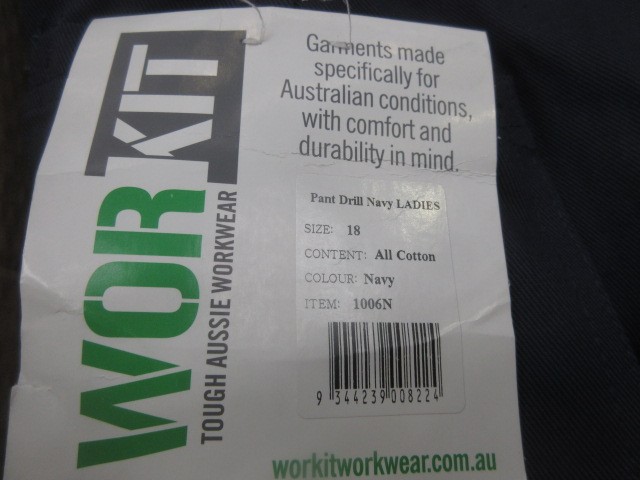 WORKIT
TOUGH AUSSIE WORKWEAR
Garments made
specifically for
Australian conditions,
with comfort and
durability in mind.
Pant Drill Navy LADIES
SIZE: 18
CONTENT: All Cotton
COLOUR: Navy
ITEM: 1006N
9 344239 008224
workitworkwear.com.au